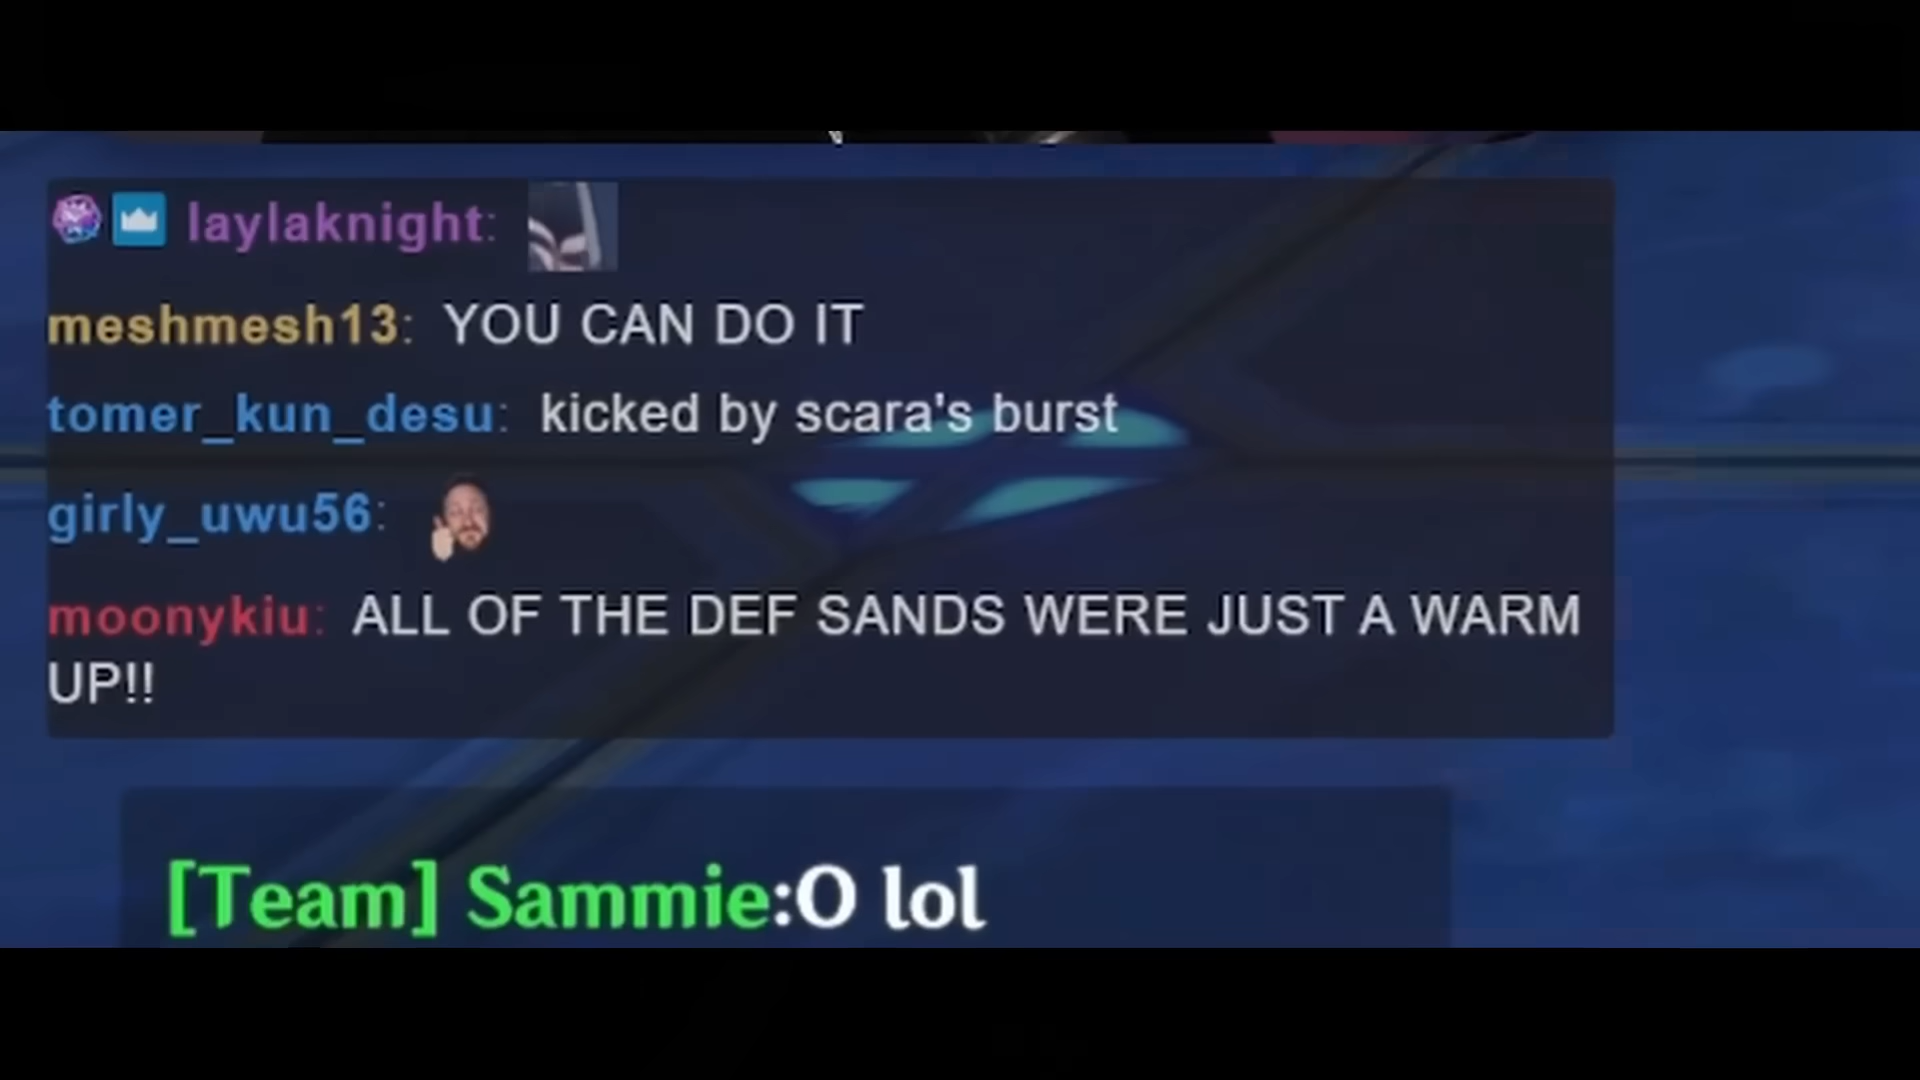 laylaknight:
meshmesh13: YOU CAN DO IT
tomer_kun_desu: kicked by scara's burst
girly_uwu56:
moonykiu: ALL OF THE DEF SANDS WERE JUST A WARM
UP!!
[Team] Sammie:O lol